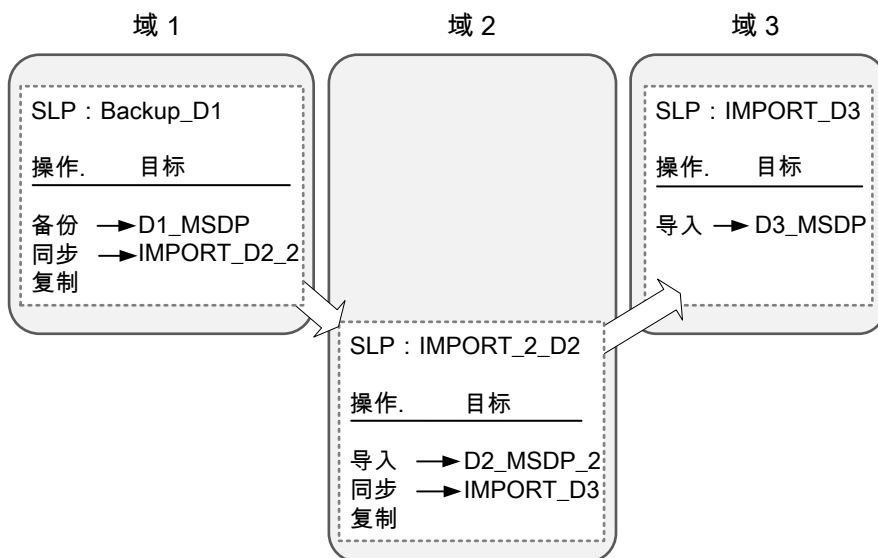 域 1
域 2
域 3
SLP：Backup_D1
操作. 目标
备份 D1_MSDP
同步 IMPORT_D2_2
复制
SLP：IMPORT_2_D2
操作. 目标
导入 D2_MSDP_2
同步 IMPORT_D3
复制
SLP：IMPORT_D3
操作. 目标
导入 D3_MSDP